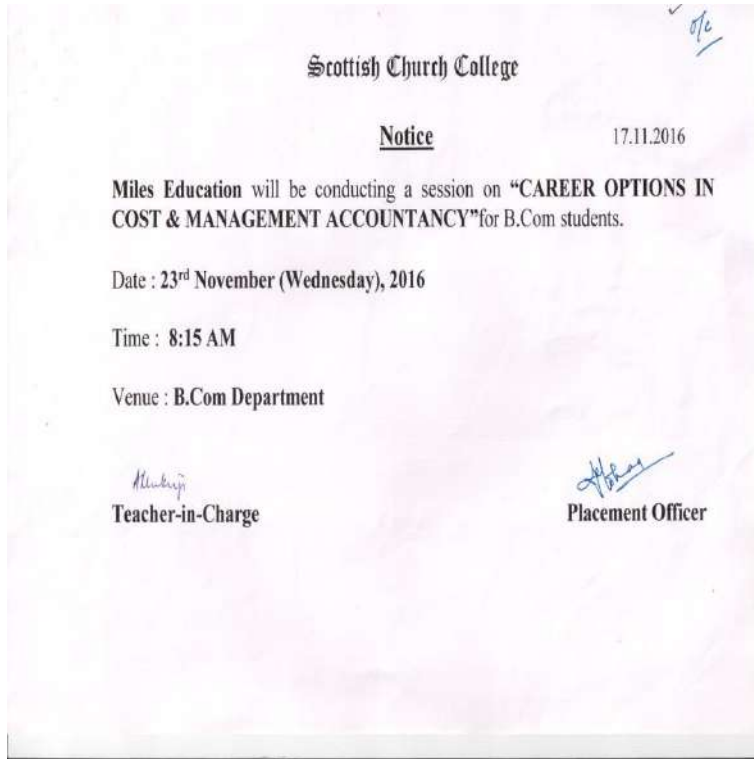 o/c
Scottish Church College
Notice
17.11.2016
Miles Education will be conducting a session on “CAREER OPTIONS IN
COST & MANAGEMENT ACCOUNTANCY”for B.Com students.
Date : 23rd November (Wednesday), 2016
Time : 8:15 AM
Venue : B.Com Department
Teacher-in-Charge
Placement Officer